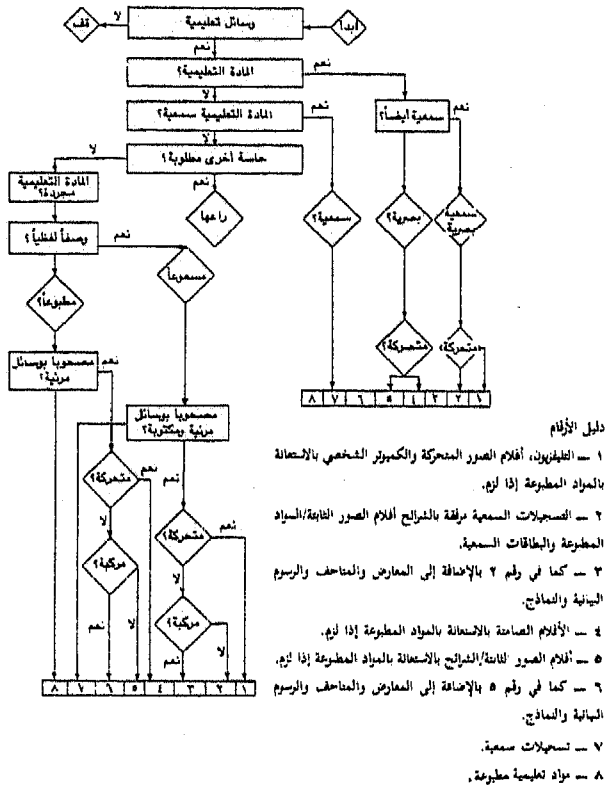 ابدأ
وسائل تعليمية
لا
قف
نعم
المادة التعليمية؟
نعم
لا
المادة التعليمية سمعية؟
نعم
سمعية أيضاً؟
نعم
لا
حاسة أخرى مطلوبة؟
لا
نعم
المادة التعليمية
مجردة؟
راعها
سمعية؟
بصرية؟
سمعية
بصرية
وصفاً لفظياً؟
نعم
مسموعاً
مطبوعاً؟
متحركة؟
متحركة؟
مصحوبا بوسائل
مرئية؟
نعم
٨ ٧ ٦ ٥ ٤ ٣ ٢ ١
مصحوبا بوسائل
مرئية ومكتوبة؟
متحركة؟
نعم
نعم
متحركة؟
نعم
لا
لا
مركبة؟
مركبة؟
نعم
لا
نعم
لا
٨ ٧ ٦ ٥ ٤ ٣ ٢ ١
دليل الأرقام
١ ــ التليفزيون، أفلام الصور المتحركة والكمبيوتر الشخصي بالاستعانة
بالمواد المطبوعة إذا لزم.
٢ ــ التسجيلات السمعية مرفقة بالشرائح أفلام الصور الثابتة/المواد
المطبوعة والبطاقات السمعية.
٣ ــ كما في رقم ٢ بالإضافة إلى المعارض والمتاحف والرسوم
البيانية والنماذج.
٤ ــ الأفلام الصامتة بالاستعانة بالمواد المطبوعة إذا لزم.
٥ ــ أفلام الصور الثابتة/الشرائح بالاستعانة بالمواد المطبوعة إذا لزم.
٦ ــ كما في رقم ٥ بالإضافة إلى المعارض والمتاحف والرسوم
البيانية والنماذج.
٧ ــ تسجيلات سمعية.
٨ ــ مواد تعليمية مطبوعة.